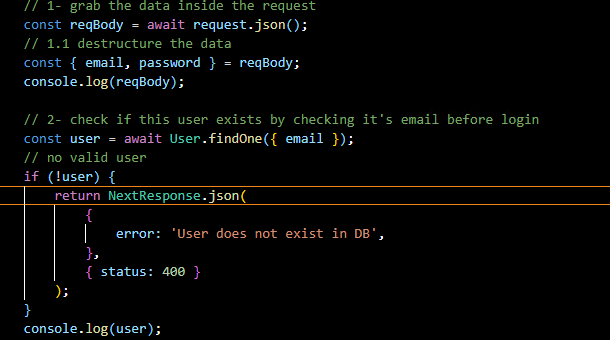 // 1- grab the data inside the request
const reqBody = await request.json();
// 1.1 destructure the data
const { email, password } = reqBody;
console.log(reqBody);
// 2- check if this user exists by checking it's email before login
const user = await User.findOne({ email });
// no valid user
if (!user) {
return NextResponse.json(
{
error: 'User does not exist in DB',
},
{ status: 400 }
);
}
console.log(user);